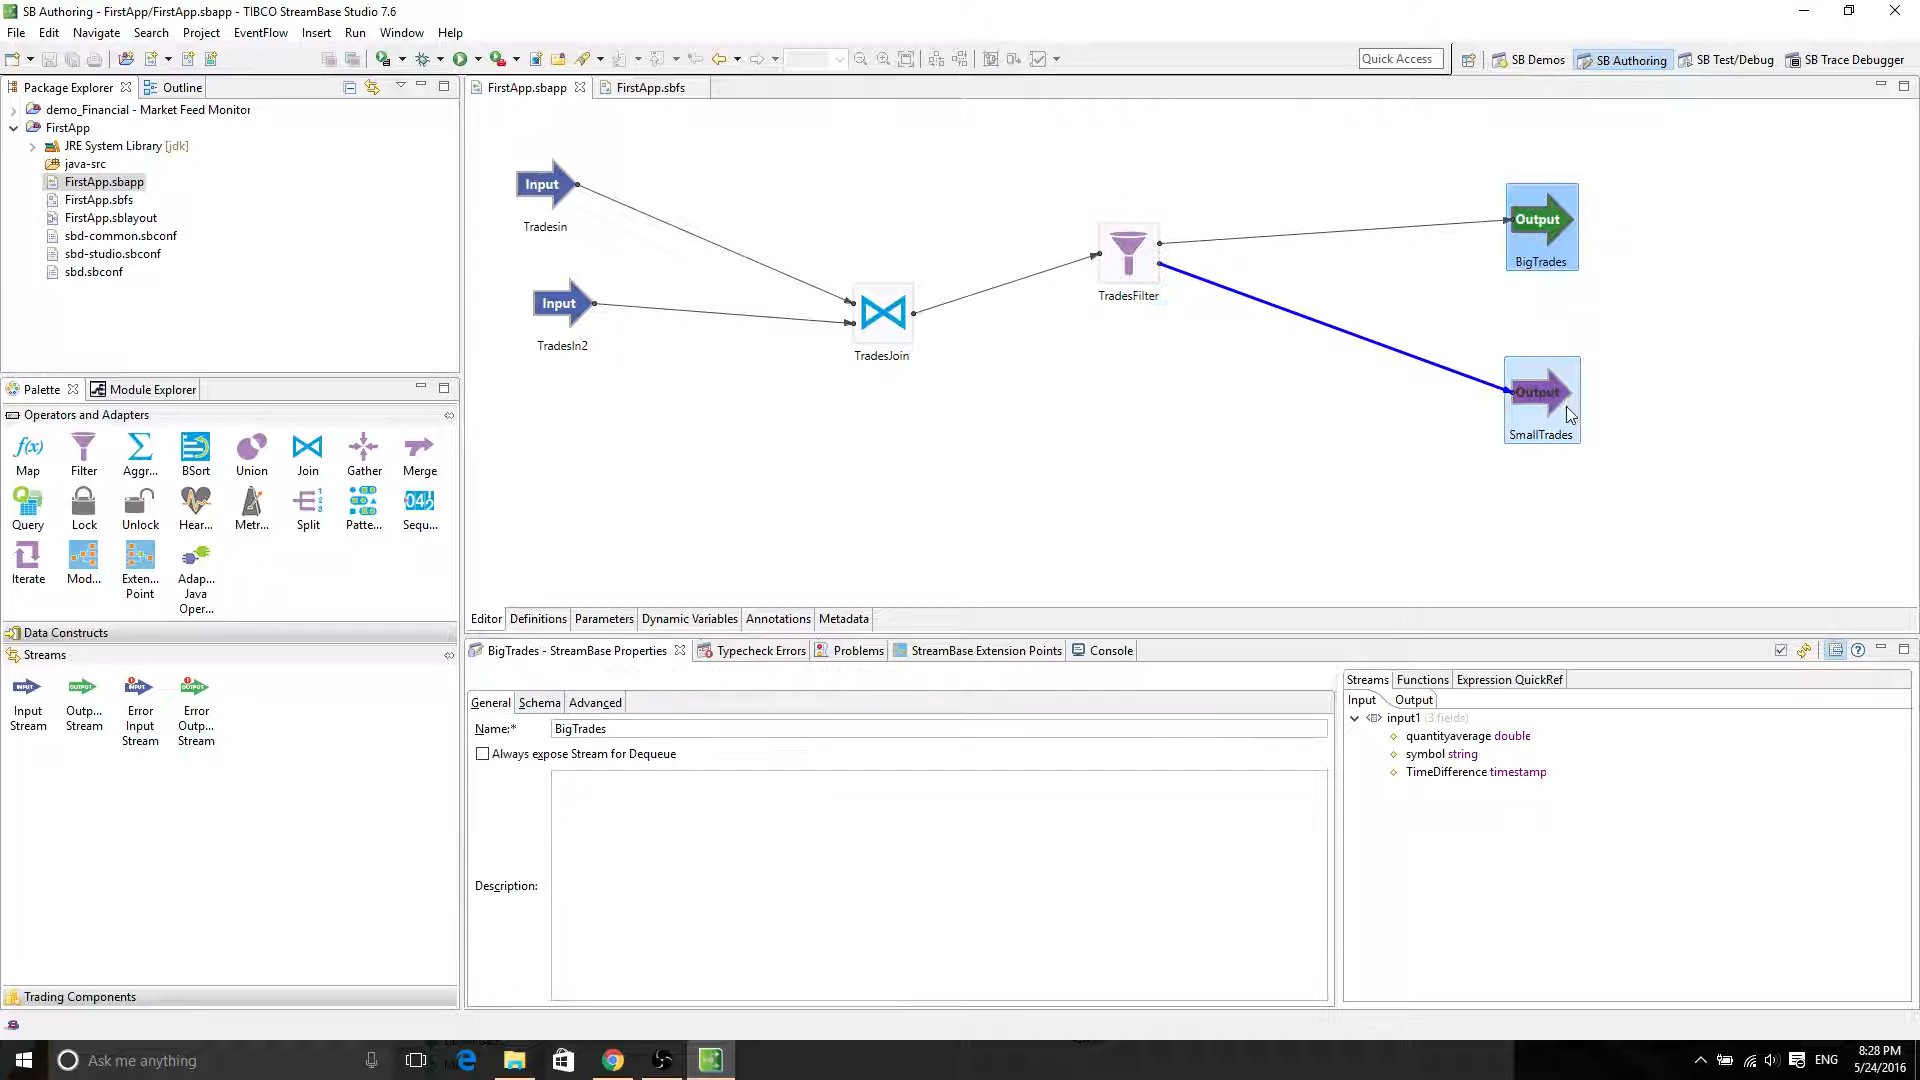 SB Authoring - FirstApp/FirstApp.sbapp - TIBCO StreamBase Studio 7.6
File Edit Navigate Search Project EventFlow Insert Run Window Help
Quick Access SB Demos SB Authoring SB Test/Debug SB Trace Debugger
Package Explorer Outline
demo_Financial - Market Feed Monitor
FirstApp
JRE System Library [jdk]
java-src
FirstApp.sbapp
FirstApp.sbfs
FirstApp.sblayout
sbd-common.sbconf
sbd-studio.sbconf
sbd.sbconf
Palette Module Explorer
Operators and Adapters
Map Filter Aggr... BSort Union Join Gather Merge
Query Lock Unlock Hear... Metr... Split Patte... Sequ...
Iterate Mod... Exten... Adap...
Point Java
Oper...
Data Constructs
Streams
Input Outp... Error Error
Stream Stream Input Outp...
Stream Stream
Trading Components
FirstApp.sbapp FirstApp.sbfs
Input
Tradesin
Input
TradesIn2
TradesJoin
TradesFilter
Output
BigTrades
Output
SmallTrades
Editor Definitions Parameters Dynamic Variables Annotations Metadata
BigTrades - StreamBase Properties Typecheck Errors Problems StreamBase Extension Points Console
General Schema Advanced
Name:* BigTrades
Always expose Stream for Dequeue
Description:
Streams Functions Expression QuickRef
Input Output
input1 (3 fields)
quantityaverage double
symbol string
TimeDifference timestamp
Ask me anything
ENG
8:28 PM
5/24/2016